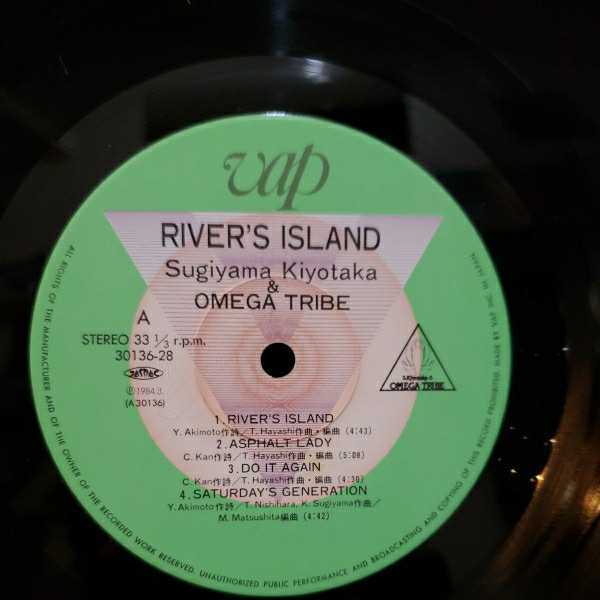 vap
RIVER'S ISLAND
Sugiyama Kiyotaka
&
OMEGA TRIBE
A
STEREO 33 1/3 r.p.m.
30136-28
JASRAC
Ⓟ1984.3.
(A30136)
OMEGA TRIBE
1. RIVER'S ISLAND
Y. Akimoto作詩/T. Hayashi作曲・編曲 (4:43)
2. ASPHALT LADY
C. Kan作詩/T. Hayashi作曲・編曲 (5:08)
3. DO IT AGAIN
C. Kan作詩/T. Hayashi作曲・編曲 (4:30)
4. SATURDAY'S GENERATION
Y. Akimoto作詩/T. Nishihara, K. Sugiyama作曲/
M. Matsushita編曲 (4:42)
ALL RIGHTS OF THE MANUFACTURER AND OF THE OWNER OF THE RECORDED WORK RESERVED. UNAUTHORIZED PUBLIC PERFORMANCE AND BROADCASTING AND COPYING OF THIS RECORD PROHIBITED. MADE BY VAP INC. IN JAPAN.